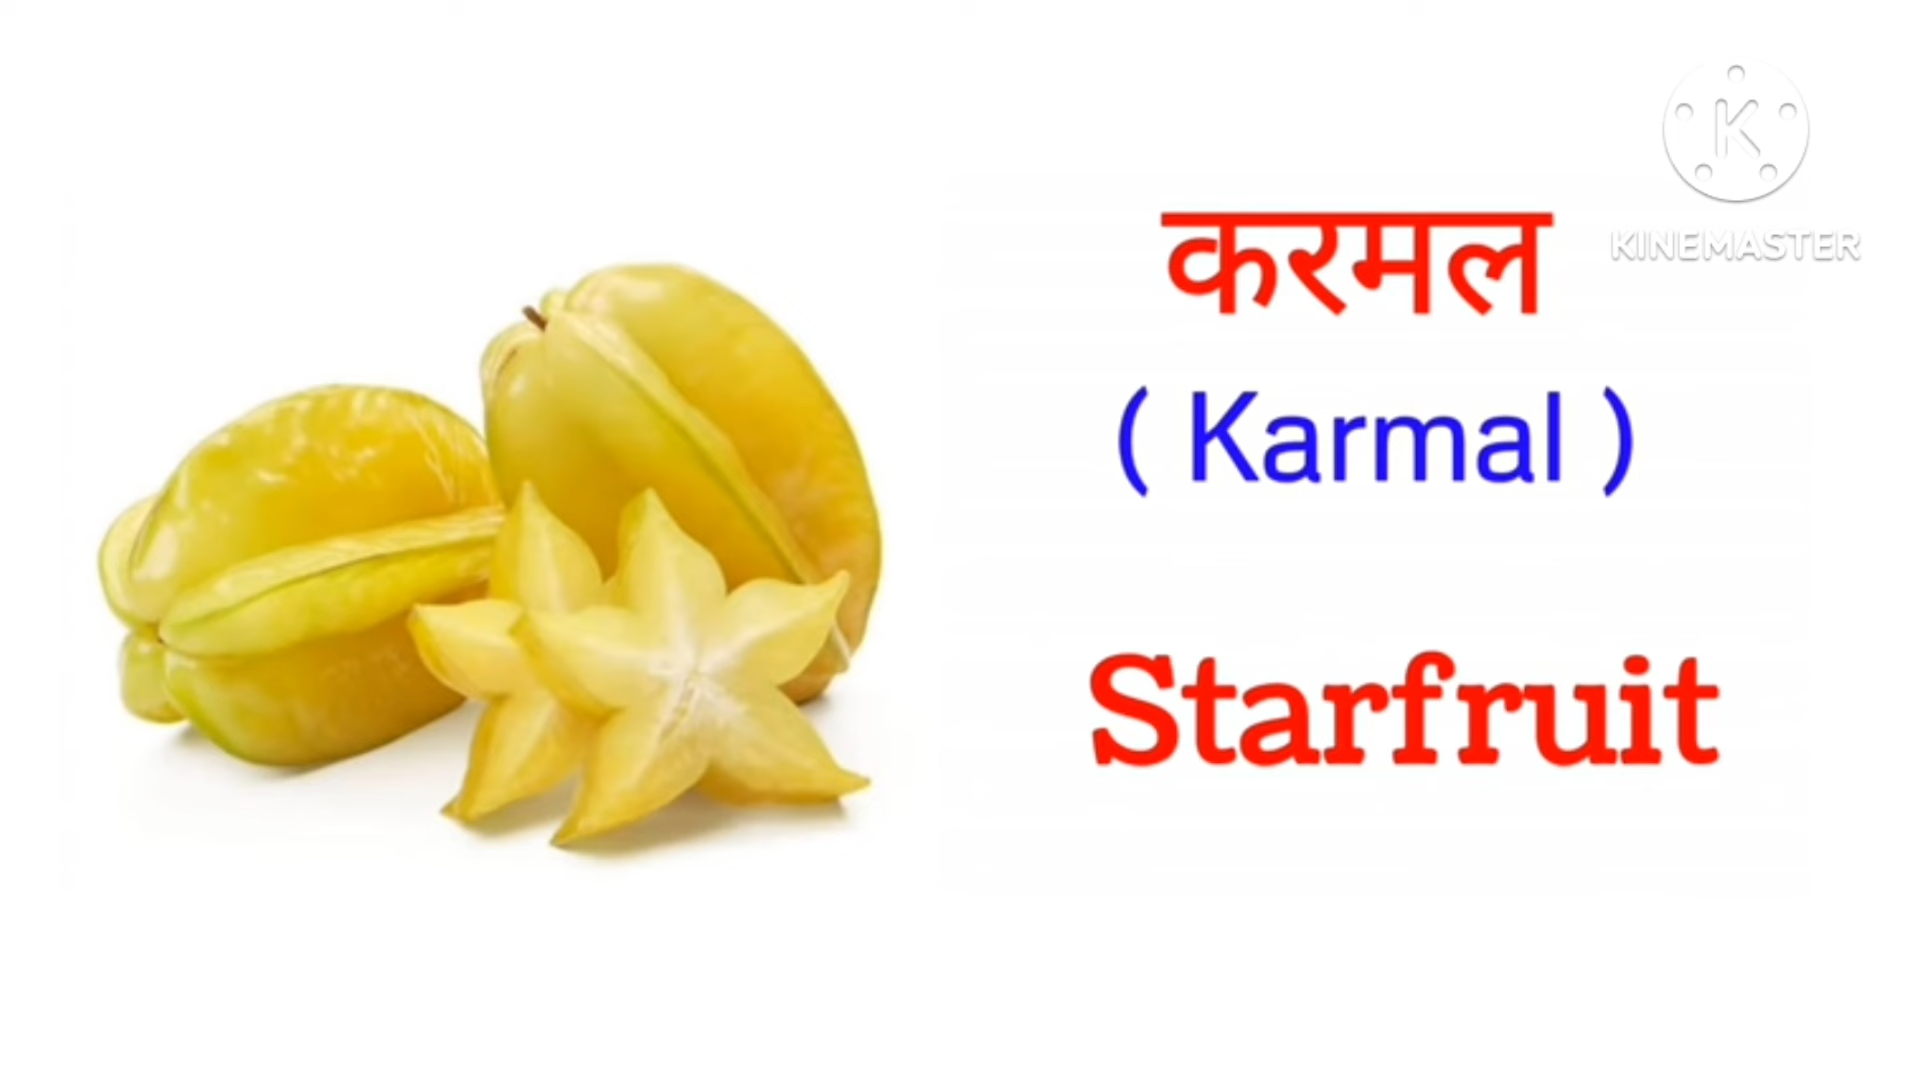 करमल
( Karmal )
Starfruit
K
KINEMASTER